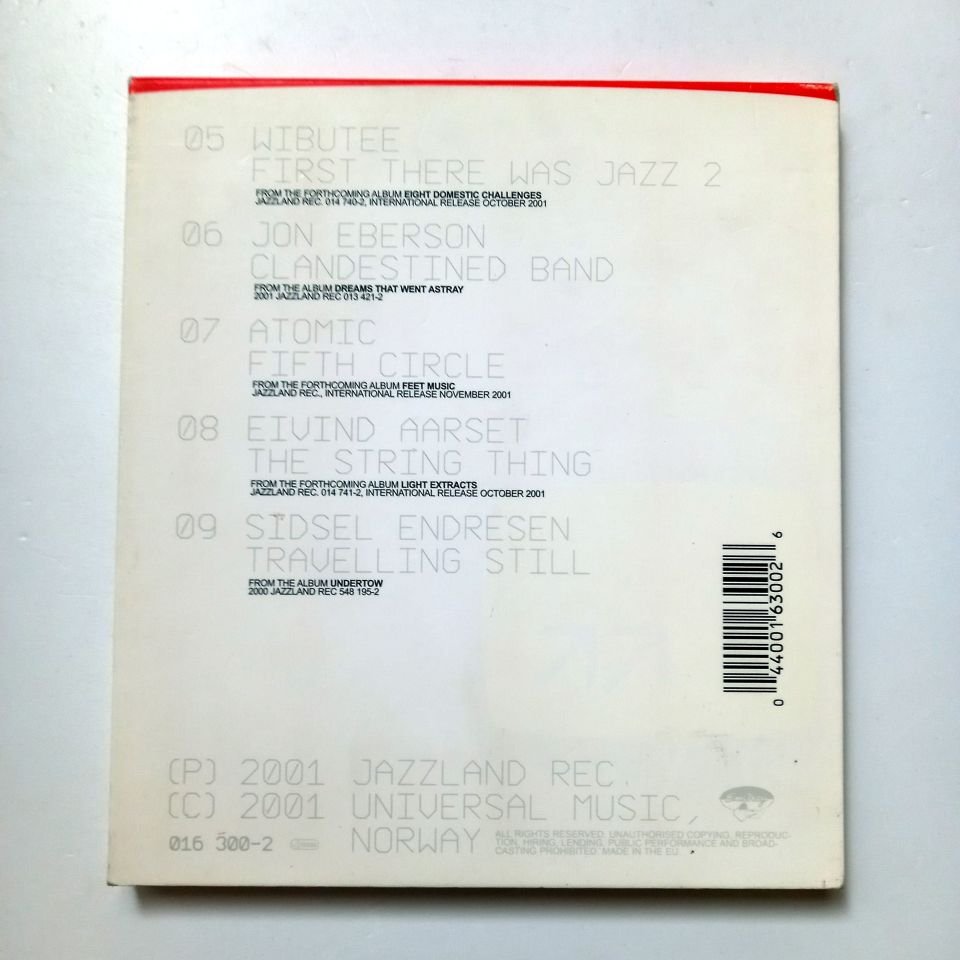 05 WIBUTEE
FIRST THERE WAS JAZZ 2
FROM THE FORTHCOMING ALBUM EIGHT DOMESTIC CHALLENGES
JAZZLAND REC. 014 740-2, INTERNATIONAL RELEASE OCTOBER 2001
06 JON EBERSON
CLANDESTINED BAND
FROM THE ALBUM DREAMS THAT WENT ASTRAY
2001 JAZZLAND REC 013 421-2
07 ATOMIC
FIFTH CIRCLE
FROM THE FORTHCOMING ALBUM FEET MUSIC
JAZZLAND REC., INTERNATIONAL RELEASE NOVEMBER 2001
08 EIVIND AARSET
THE STRING THING
FROM THE FORTHCOMING ALBUM LIGHT EXTRACTS
JAZZLAND REC. 014 741-2, INTERNATIONAL RELEASE OCTOBER 2001
09 SIDSEL ENDRESEN
TRAVELLING STILL
FROM THE ALBUM UNDERTOW
2000 JAZZLAND REC 548 195-2
0 44001 63002 6
(P) 2001 JAZZLAND REC.
(C) 2001 UNIVERSAL MUSIC,
016 300-2 NORWAY
ALL RIGHTS RESERVED. UNAUTHORISED COPYING, REPRODUC-
TION, HIRING, LENDING, PUBLIC PERFORMANCE AND BROAD-
CASTING PROHIBITED. MADE IN THE EU.